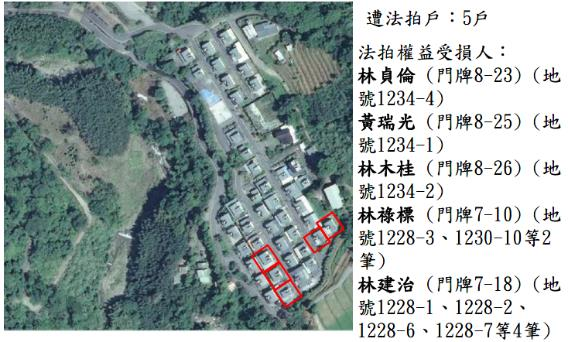 遭法拍戶：5戶
法拍權益受損人：
林貞倫（門牌8-23）（地
號1234-4）
黃瑞光（門牌8-25）（地
號1234-1）
林木桂（門牌8-26）（地
號1234-2）
林祿標（門牌7-10）（地
號1228-3、1230-10等2
筆）
林建治（門牌7-18）（地
號1228-1、1228-2、
1228-6、1228-7等4筆）